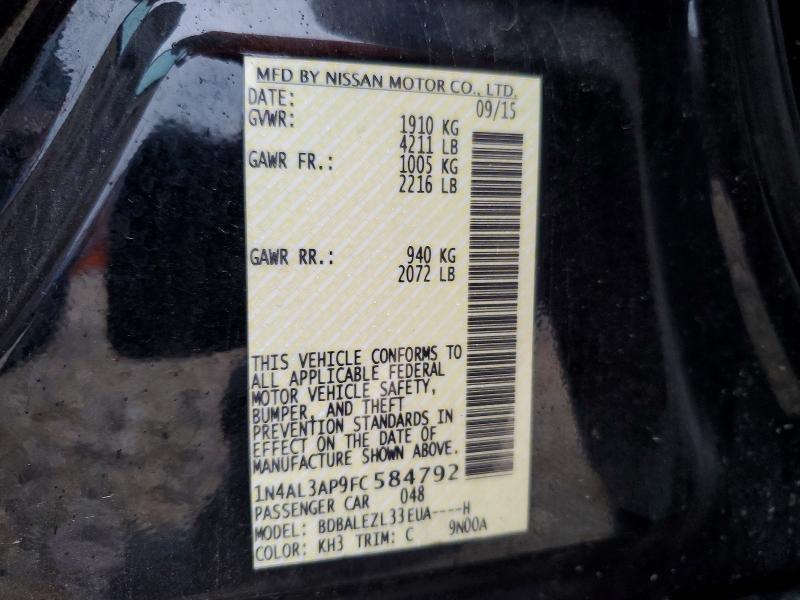 MFD BY NISSAN MOTOR CO., LTD.
DATE: 09/15
GVWR: 1910 KG
4211 LB
GAWR FR.: 1005 KG
2216 LB
GAWR RR.: 940 KG
2072 LB
THIS VEHICLE CONFORMS TO
ALL APPLICABLE FEDERAL
MOTOR VEHICLE SAFETY,
BUMPER, AND THEFT
PREVENTION STANDARDS IN
EFFECT ON THE DATE OF
MANUFACTURE SHOWN ABOVE.
1N4AL3AP9FC584792
PASSENGER CAR 048
MODEL: BDBALEZL33EUA----H
COLOR: KH3 TRIM: C 9N00A